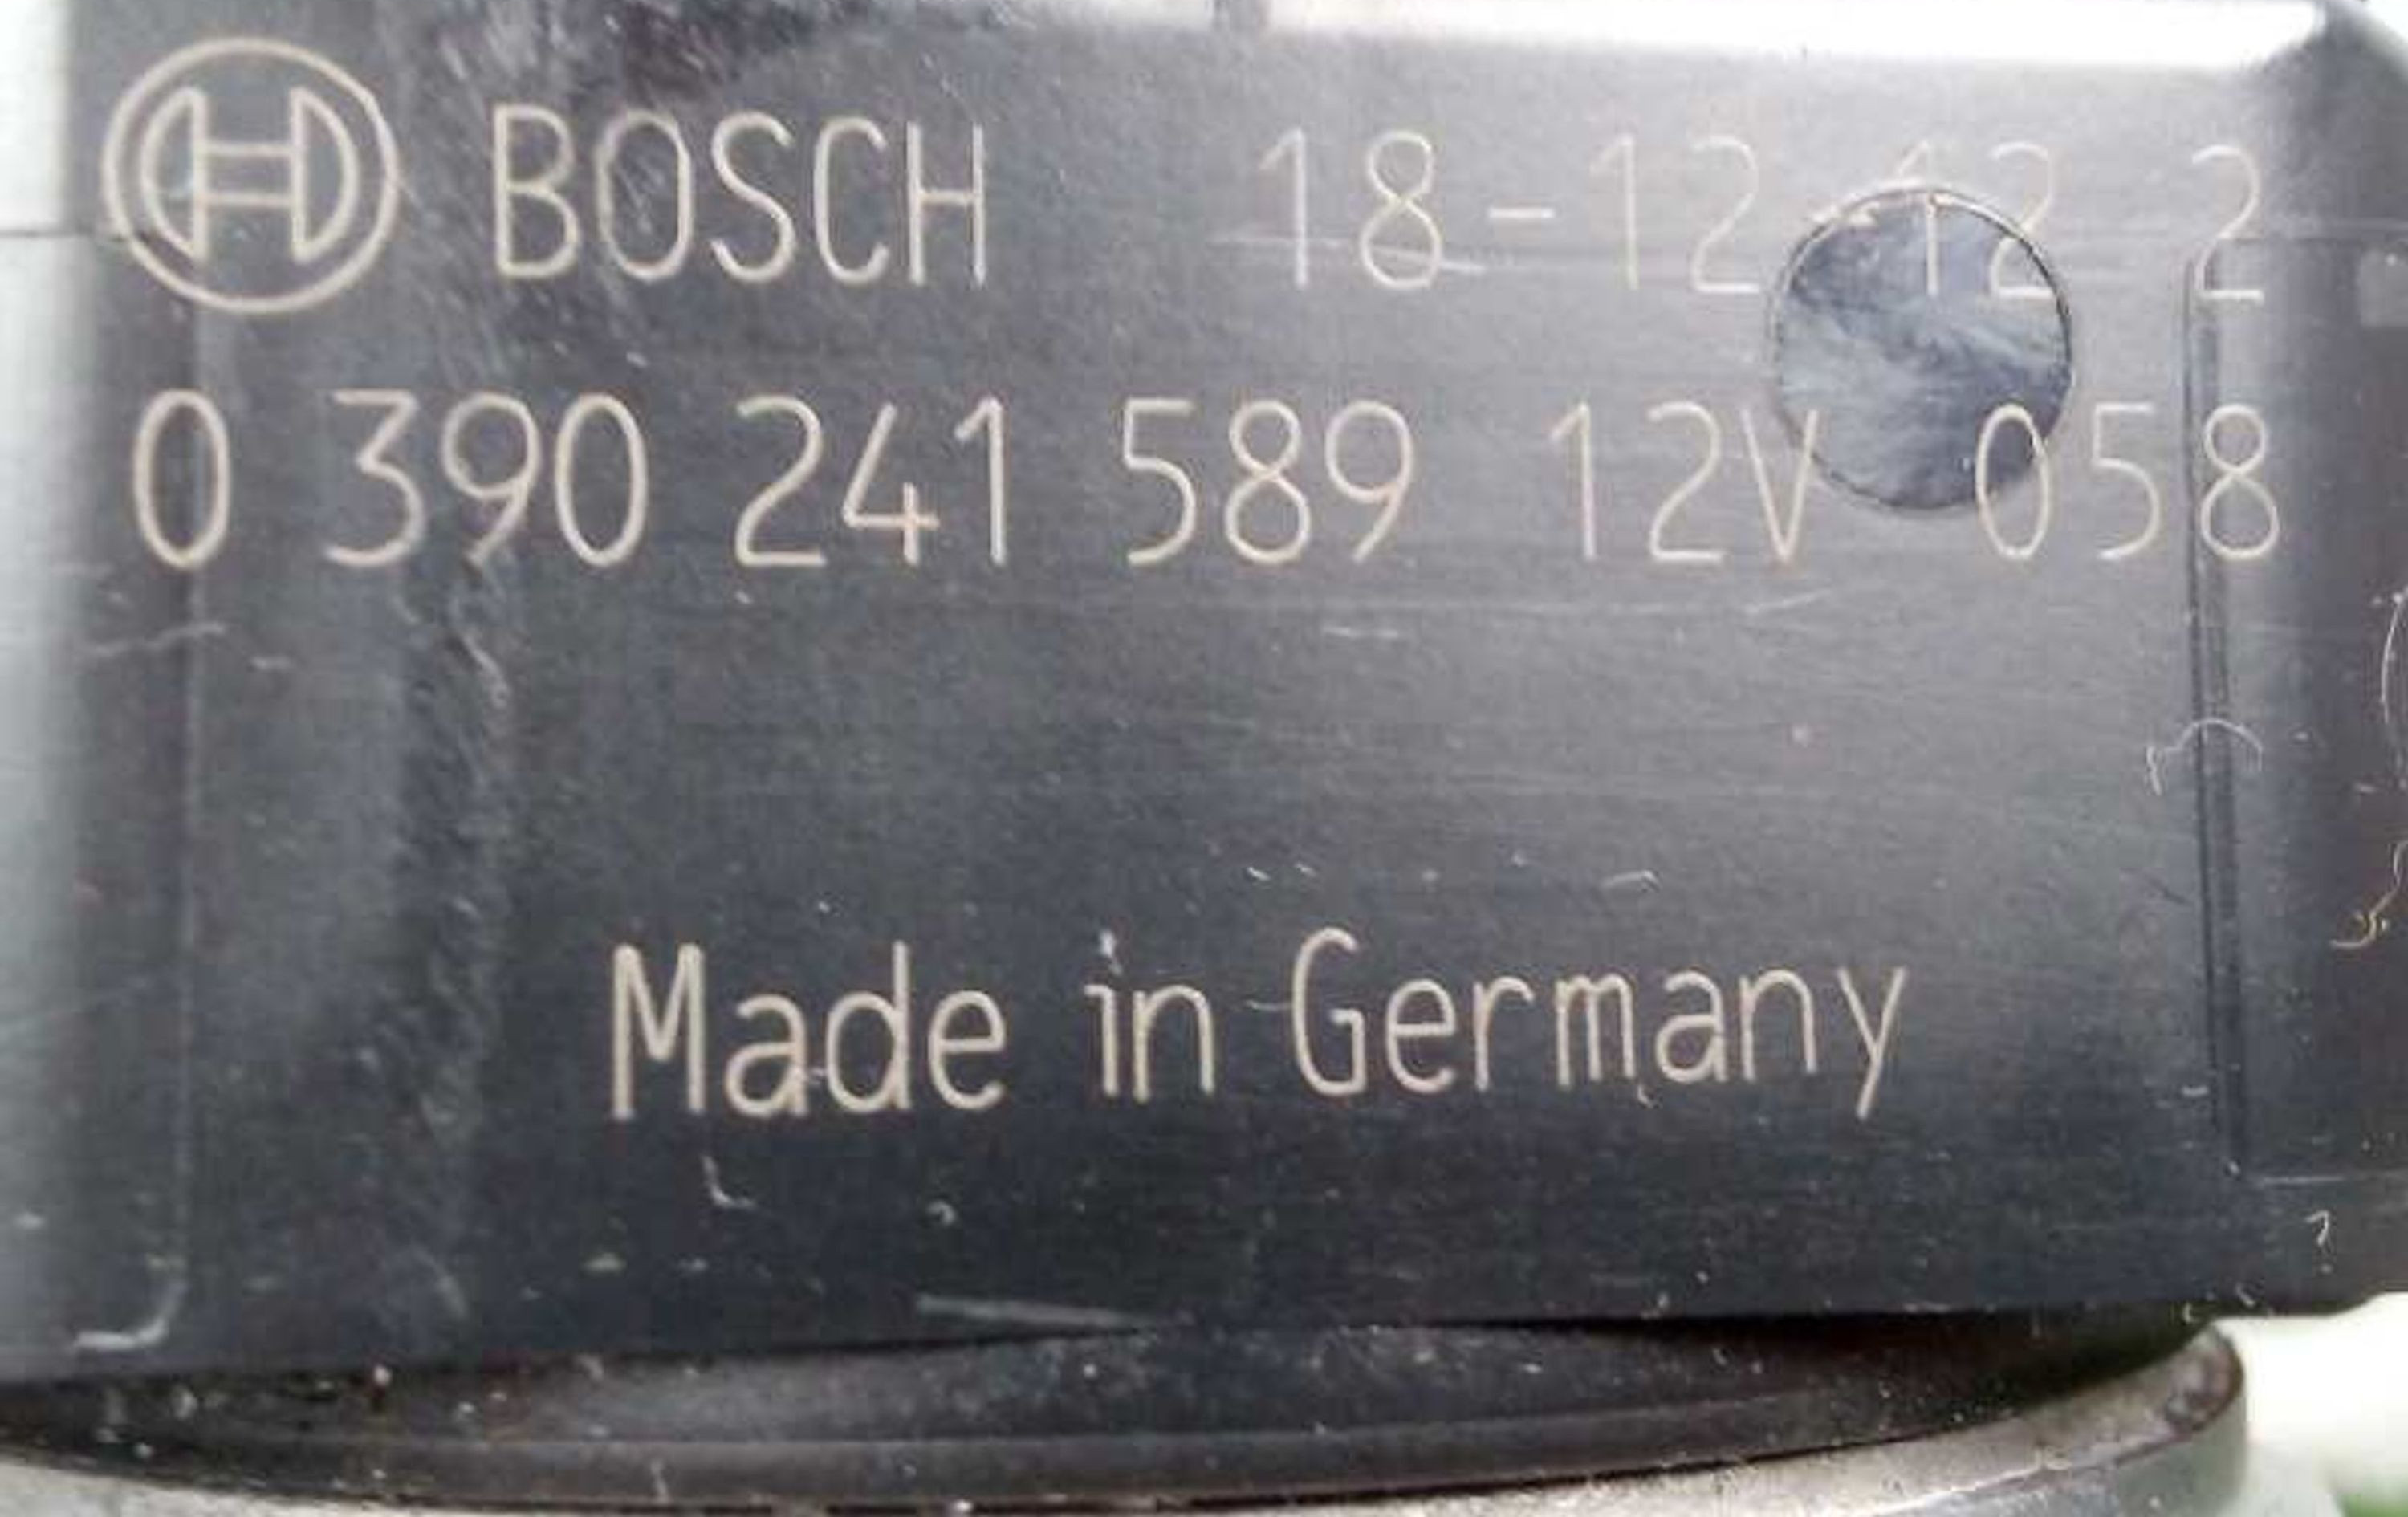 BOSCH 18-12-12 2
0 390 241 589 12V 058
Made in Germany